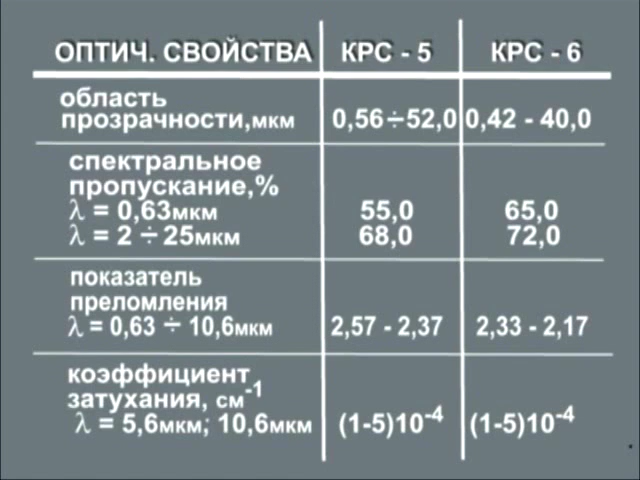 ОПТИЧ. СВОЙСТВА КРС - 5 КРС - 6
область
прозрачности,мкм 0,56÷52,0 0,42 - 40,0
спектральное
пропускание,%
λ = 0,63мкм 55,0 65,0
λ = 2 ÷ 25мкм 68,0 72,0
показатель
преломления
λ = 0,63 ÷ 10,6мкм 2,57 - 2,37 2,33 - 2,17
коэффициент
затухания, см⁻¹
λ = 5,6мкм; 10,6мкм (1-5)10⁻⁴ (1-5)10⁻⁴